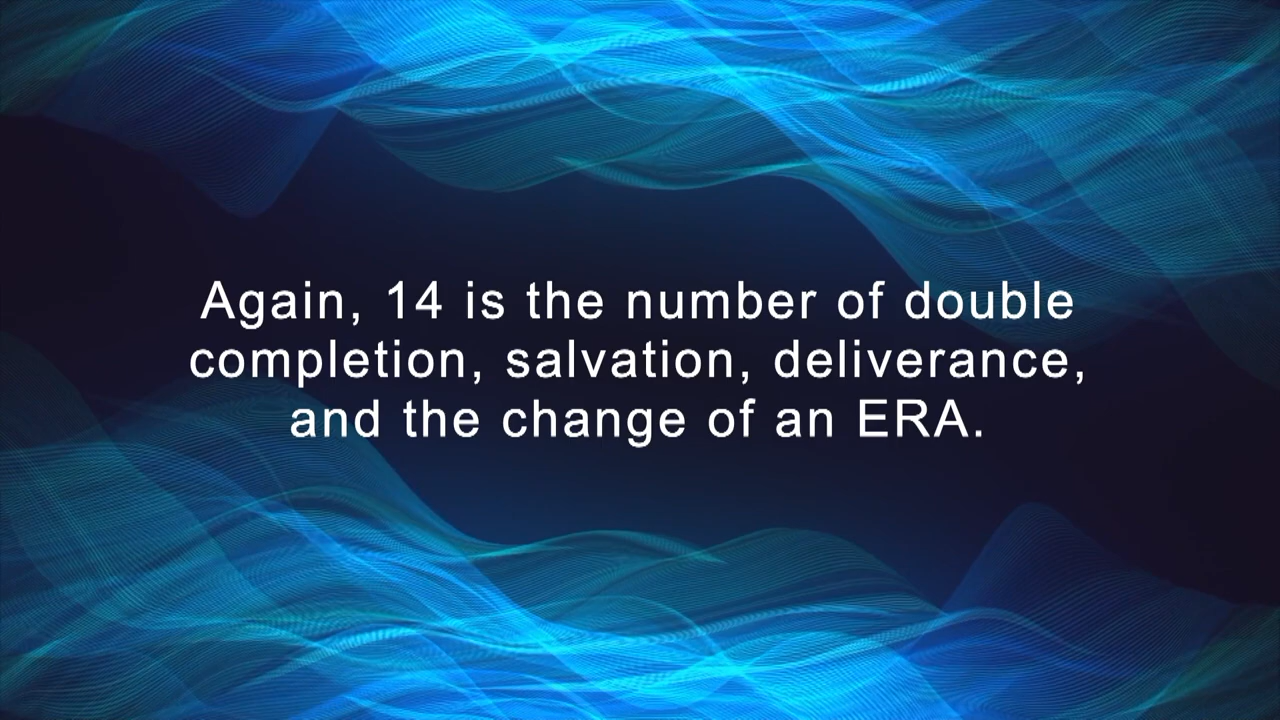 Again, 14 is the number of double
completion, salvation, deliverance,
and the change of an ERA.